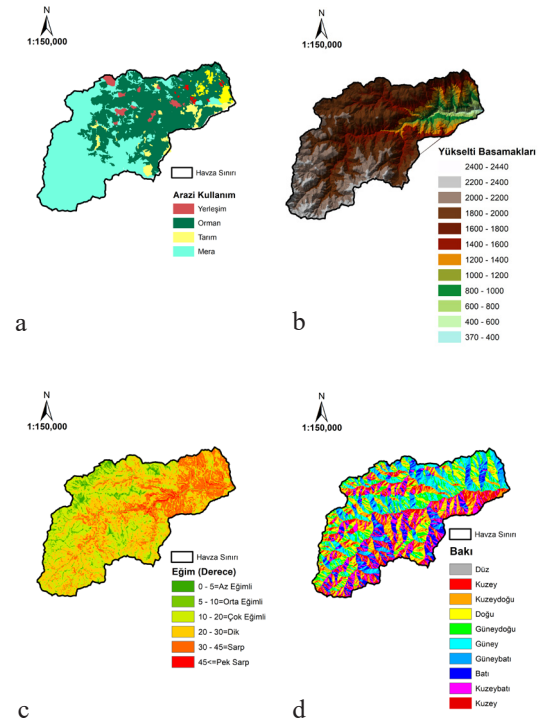 N
1:150,000
Havza Sınırı
Arazi Kullanım
Yerleşim
Orman
Tarım
Mera
a
N
1:150,000
Yükselti Basamakları
2400 - 2440
2200 - 2400
2000 - 2200
1800 - 2000
1600 - 1800
1400 - 1600
1200 - 1400
1000 - 1200
800 - 1000
600 - 800
400 - 600
370 - 400
b
N
1:150,000
Havza Sınırı
Eğim (Derece)
0 - 5=Az Eğimli
5 - 10=Orta Eğimli
10 - 20=Çok Eğimli
20 - 30=Dik
30 - 45=Sarp
45<=Pek Sarp
c
N
1:150,000
Havza Sınırı
Bakı
Düz
Kuzey
Kuzeydoğu
Doğu
Güneydoğu
Güney
Güneybatı
Batı
Kuzeybatı
Kuzey
d